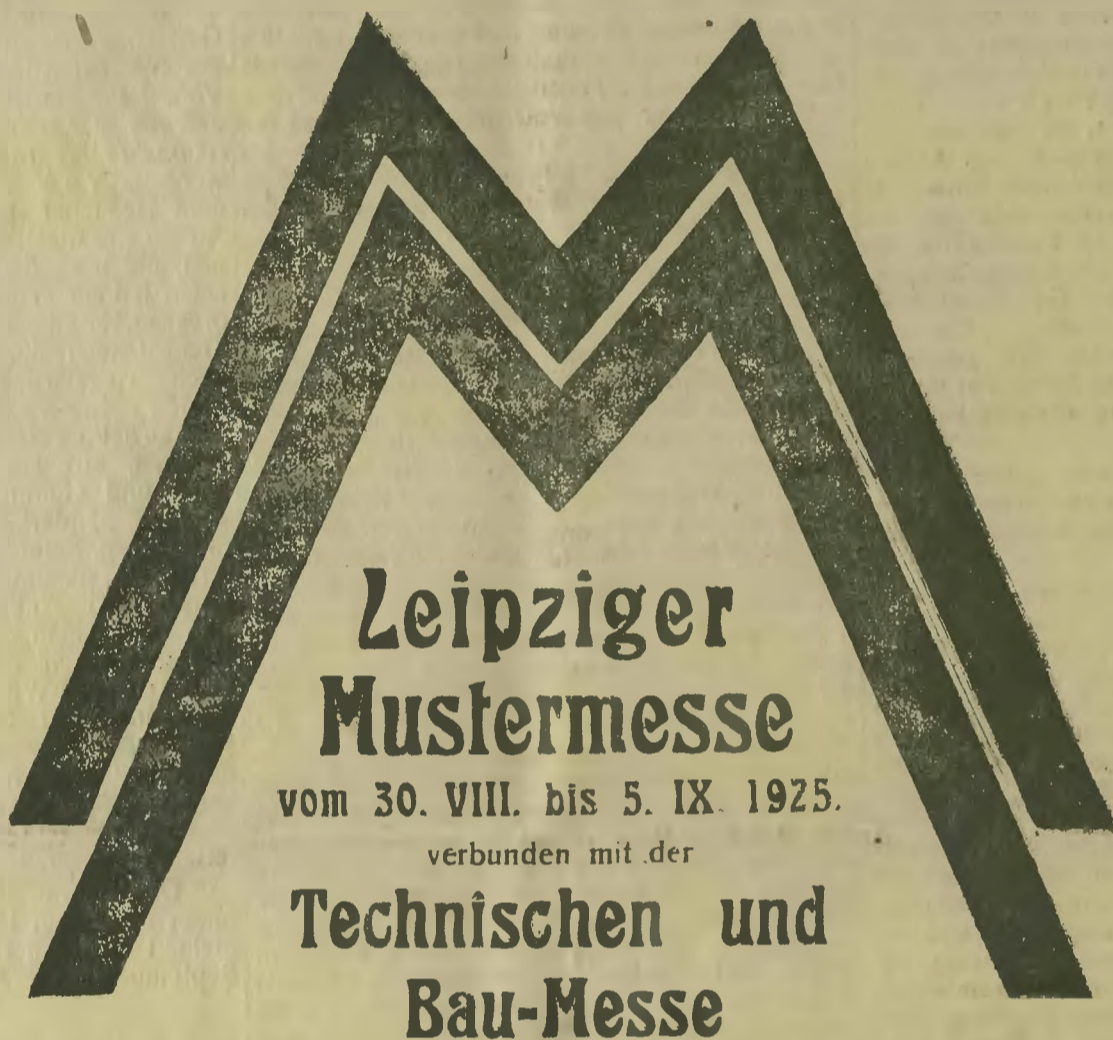 Leipziger
Mustermesse
vom 30. VIII. bis 5. IX. 1925.
verbunden mit der
Technischen und
Bau-Messe